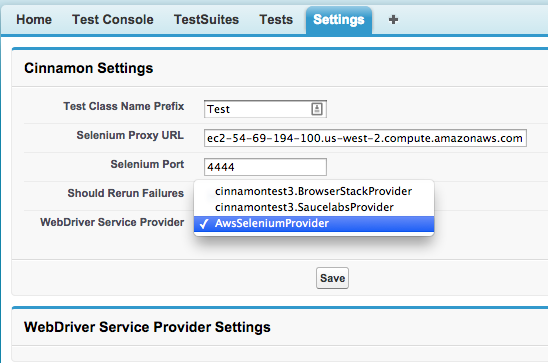 Home Test Console TestSuites Tests Settings +
Cinnamon Settings
Test Class Name Prefix Test
Selenium Proxy URL ec2-54-69-194-100.us-west-2.compute.amazonaws.com
Selenium Port 4444
Should Rerun Failures cinnamontest3.BrowserStackProvider
cinnamontest3.SaucelabsProvider
WebDriver Service Provider ✓ AwsSeleniumProvider
Save
WebDriver Service Provider Settings